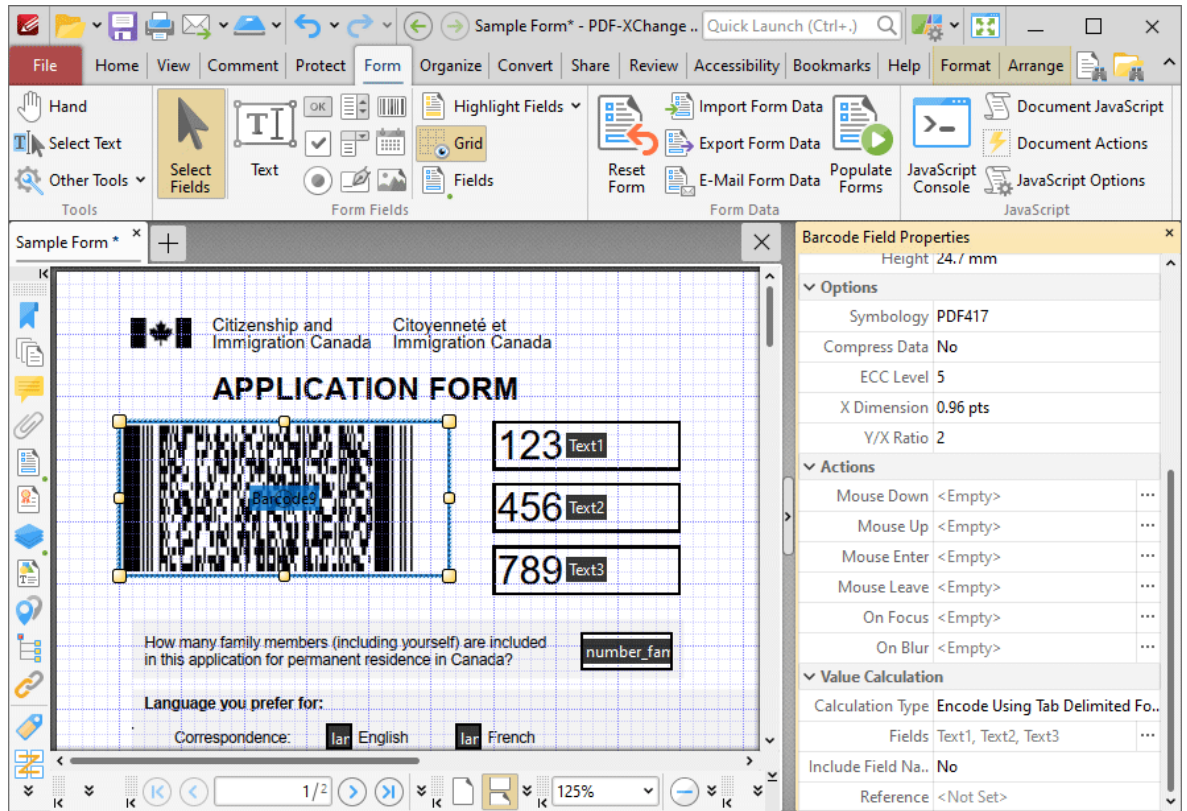 Sample Form* - PDF-XChange ..
Quick Launch (Ctrl+.)
File Home View Comment Protect Form Organize Convert Share Review Accessibility Bookmarks Help Format Arrange
Hand
Select Text
Other Tools
Tools
Select Fields
Text
OK
Highlight Fields
Grid
Fields
Form Fields
Reset Form
Import Form Data
Export Form Data
E-Mail Form Data
Populate Forms
Form Data
JavaScript Console
Document JavaScript
Document Actions
JavaScript Options
JavaScript
Sample Form *
Citizenship and Citoyenneté et
Immigration Canada Immigration Canada
APPLICATION FORM
Barcode9
123 Text1
456 Text2
789 Text3
How many family members (including yourself) are included
in this application for permanent residence in Canada?
number_fam
Language you prefer for:
Correspondence: lar English lar French
1/2
125%
Barcode Field Properties
Height 24.7 mm
Options
Symbology PDF417
Compress Data No
ECC Level 5
X Dimension 0.96 pts
Y/X Ratio 2
Actions
Mouse Down <Empty> ...
Mouse Up <Empty> ...
Mouse Enter <Empty> ...
Mouse Leave <Empty> ...
On Focus <Empty> ...
On Blur <Empty> ...
Value Calculation
Calculation Type Encode Using Tab Delimited Fo..
Fields Text1, Text2, Text3 ...
Include Field Na.. No
Reference <Not Set>